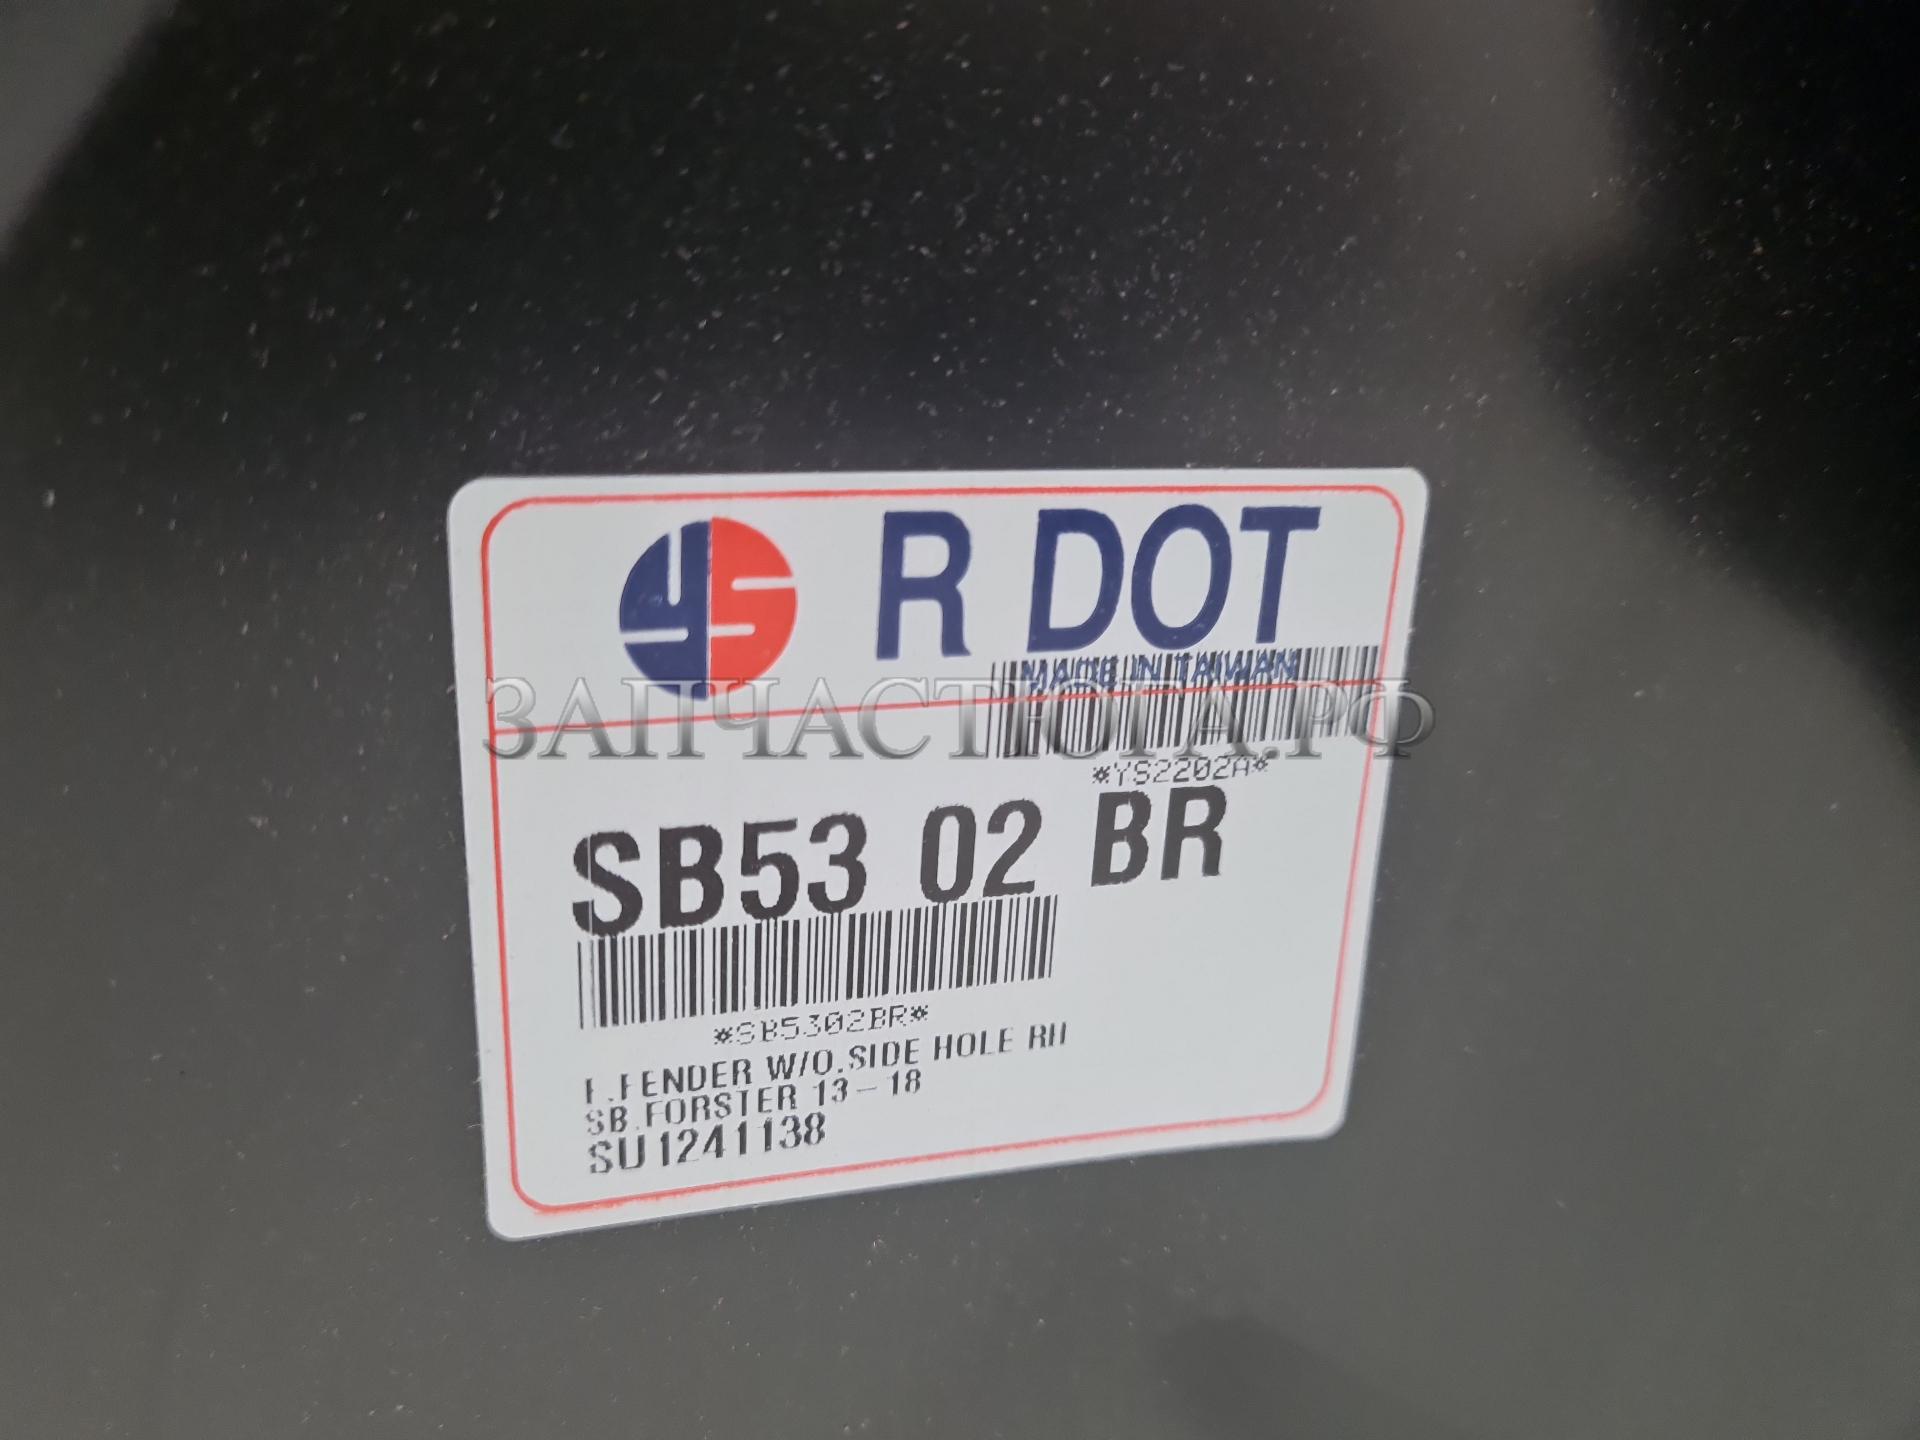 YS R DOT
MADE IN TAIWAN
ЗАПЧАСТЮГА.РФ
*YS2202A*
SB53 02 BR
*SB5302BR*
F.FENDER W/O.SIDE HOLE RH
SB.FORSTER 13-18
SU1241138